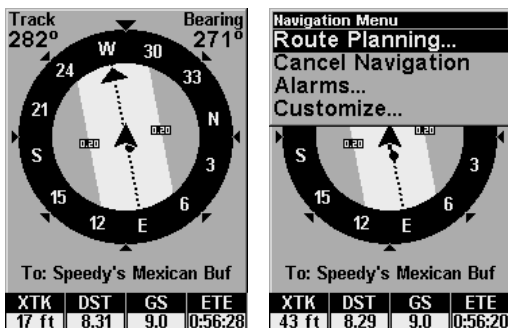 Track Bearing
282° 271°
W 30
24 33
21 N
0.20 0.20
S 3
15 6
12 E
To: Speedy's Mexican Buf
XTK DST GS ETE
17 ft 8.31 9.0 0:56:28
Navigation Menu
Route Planning...
Cancel Navigation
Alarms...
Customize...
0.20 0.20
S 3
15 6
12 E
To: Speedy's Mexican Buf
XTK DST GS ETE
43 ft 8.29 9.0 0:56:20